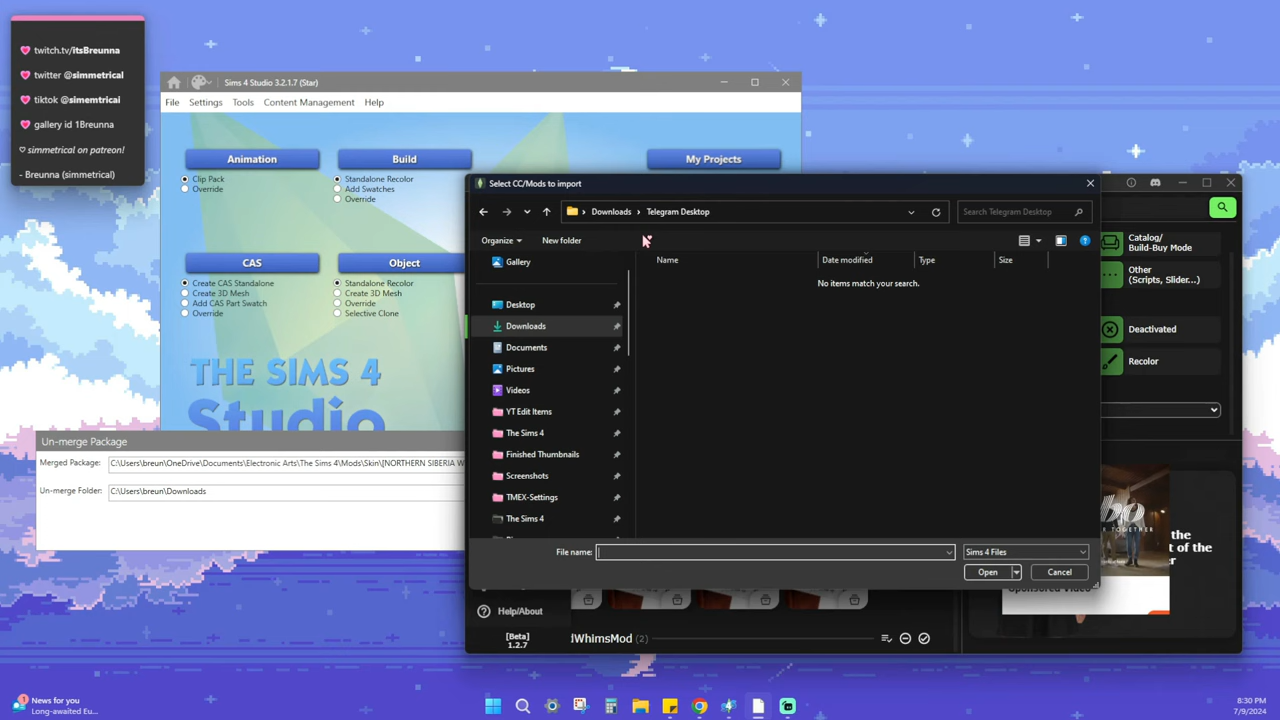 twitch.tv/itsBreunna
twitter @simmetrical
tiktok @simemtrical
gallery id 1Breunna
♡ simmetrical on patreon!
- Breunna (simmetrical)
Sims 4 Studio 3.2.1.7 (Star)
File Settings Tools Content Management Help
Animation
Clip Pack
Override
Build
Standalone Recolor
Add Swatches
Override
My Projects
CAS
Create CAS Standalone
Create 3D Mesh
Add CAS Part Swatch
Override
Object
Standalone Recolor
Create 3D Mesh
Override
Selective Clone
THE SIMS 4
Studio
Un-merge Package
Merged Package: C:\Users\breun\OneDrive\Documents\Electronic Arts\The Sims 4\Mods\Skin\[NORTHERN SIBERIA W
Un-merge Folder: C:\Users\breun\Downloads
Select CC/Mods to import
Downloads › Telegram Desktop
Search Telegram Desktop
Organize New folder
Name Date modified Type Size
No items match your search.
Gallery
Desktop
Downloads
Documents
Pictures
Videos
YT Edit Items
The Sims 4
Finished Thumbnails
Screenshots
TMEX-Settings
The Sims 4
File name:
Sims 4 Files
Open Cancel
Catalog/
Build-Buy Mode
Other
(Scripts, Slider...)
Deactivated
Recolor
the
t of the
Help/About
[Beta]
1.2.7
dWhimsMod (2)
News for you
Long-awaited Eu...
1
8:30 PM
7/9/2024